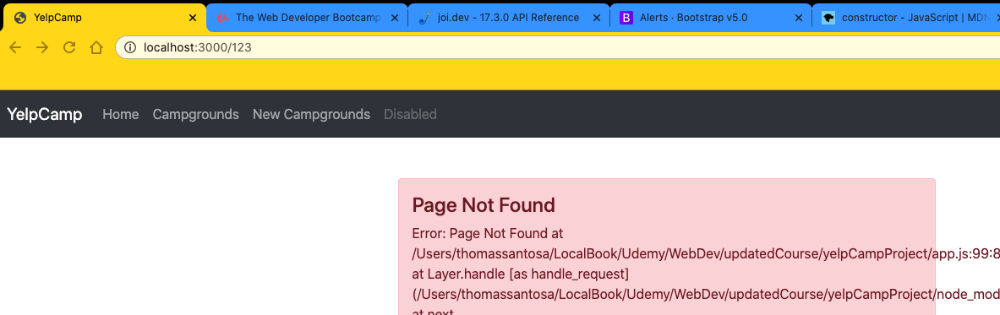 YelpCamp
The Web Developer Bootcamp
joi.dev - 17.3.0 API Reference
B Alerts · Bootstrap v5.0
constructor - JavaScript | MDN
localhost:3000/123
YelpCamp Home Campgrounds New Campgrounds Disabled
Page Not Found
Error: Page Not Found at
/Users/thomassantosa/LocalBook/Udemy/WebDev/updatedCourse/yelpCampProject/app.js:99:8
at Layer.handle [as handle_request]
(/Users/thomassantosa/LocalBook/Udemy/WebDev/updatedCourse/yelpCampProject/node_mod
at next